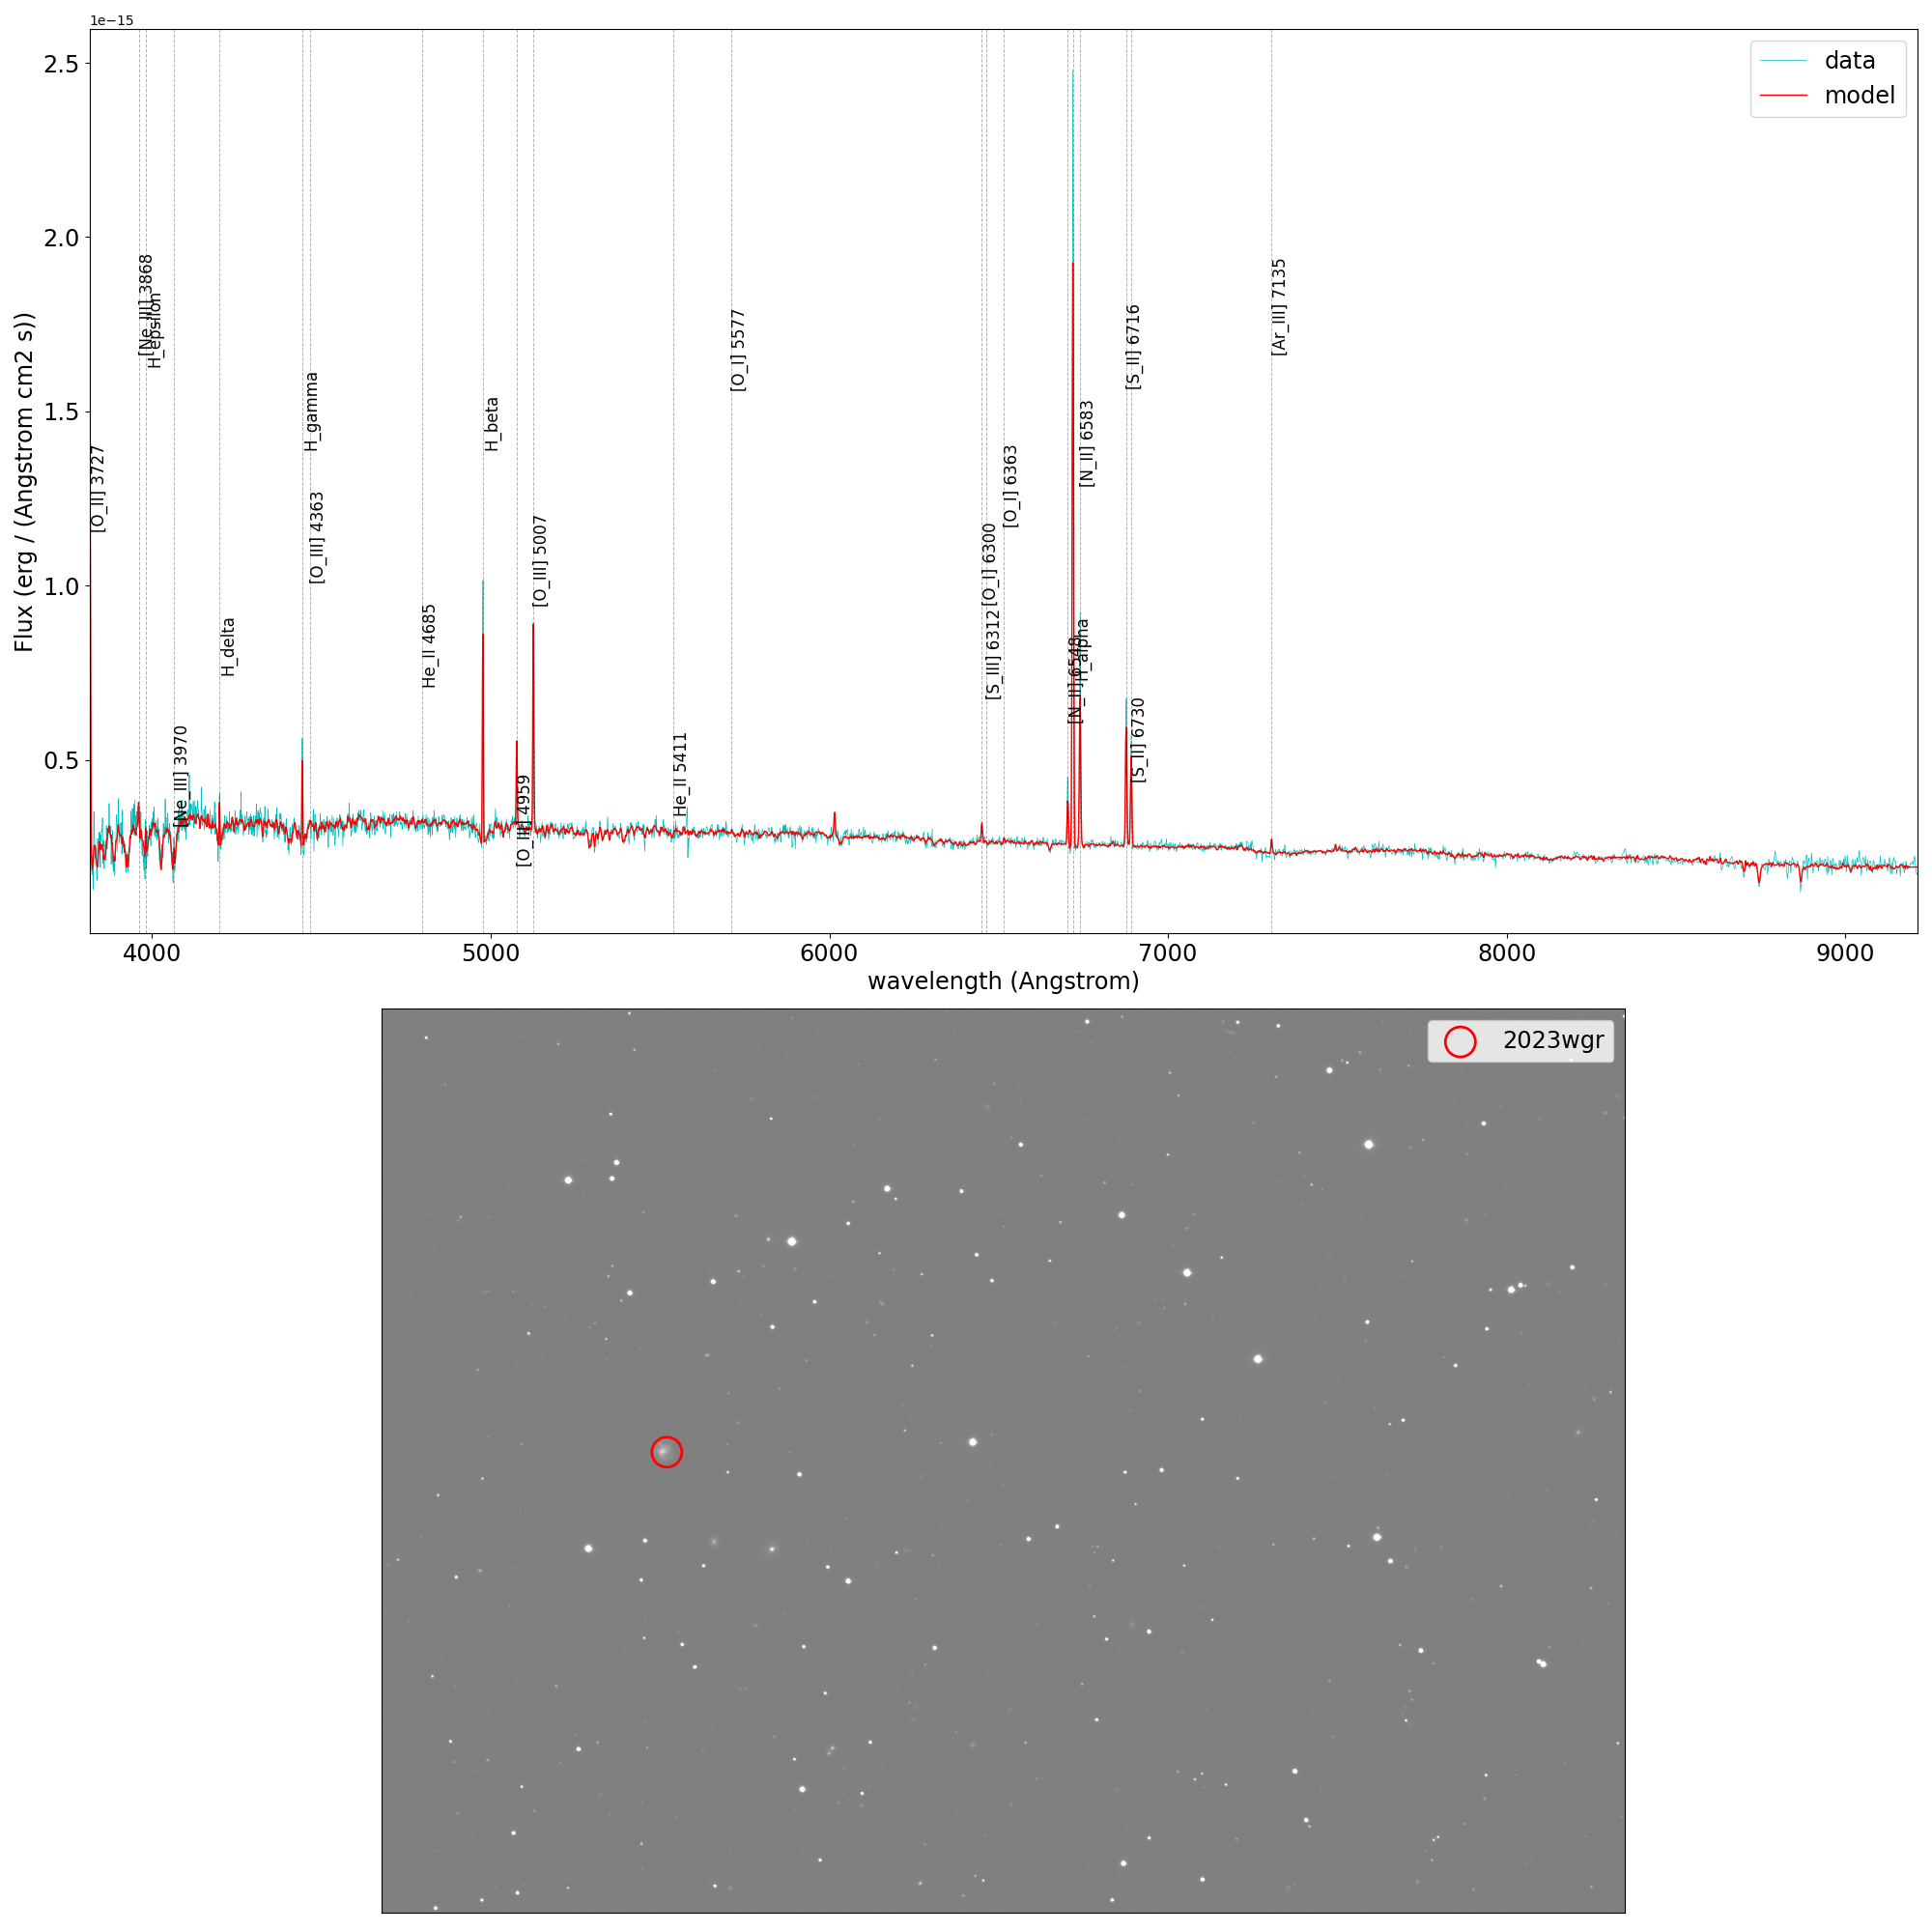 1e−15
data
model
2.5
2.0
1.5
1.0
0.5
Flux (erg / (Angstrom cm2 s))
[O_II] 3727
[Ne_III] 3868
H_epsilon
[Ne_III] 3970
H_delta
H_gamma
[O_III] 4363
He_II 4685
H_beta
[O_III] 4959
[O_III] 5007
He_II 5411
[O_I] 5577
[O_I] 6300
[S_III] 6312
[O_I] 6363
[N_II] 6548
H_alpha
[N_II] 6583
[S_II] 6716
[S_II] 6730
[Ar_III] 7135
4000
5000
6000
7000
8000
9000
wavelength (Angstrom)
2023wgr